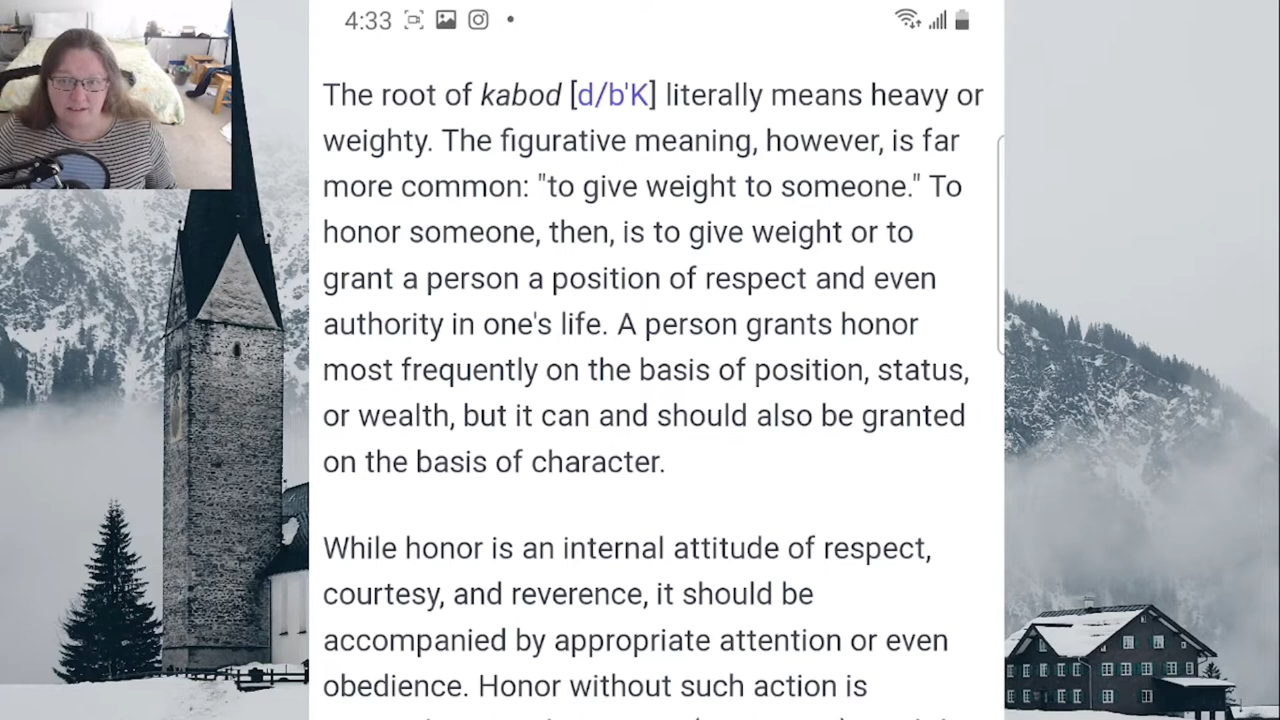 4:33
The root of kabod [d/b'K] literally means heavy or
weighty. The figurative meaning, however, is far
more common: "to give weight to someone." To
honor someone, then, is to give weight or to
grant a person a position of respect and even
authority in one's life. A person grants honor
most frequently on the basis of position, status,
or wealth, but it can and should also be granted
on the basis of character.
While honor is an internal attitude of respect,
courtesy, and reverence, it should be
accompanied by appropriate attention or even
obedience. Honor without such action is